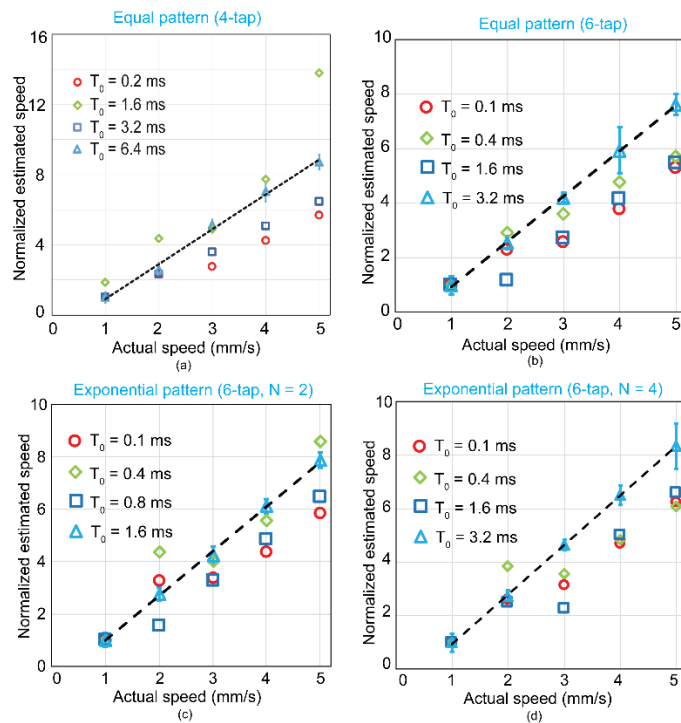 Equal pattern (4-tap)
Normalized estimated speed
16
12
8
4
0
T₀ = 0.2 ms
T₀ = 1.6 ms
T₀ = 3.2 ms
T₀ = 6.4 ms
0 1 2 3 4 5
Actual speed (mm/s)
(a)
Equal pattern (6-tap)
Normalized estimated speed
10
8
6
4
2
0
T₀ = 0.1 ms
T₀ = 0.4 ms
T₀ = 1.6 ms
T₀ = 3.2 ms
0 1 2 3 4 5
Actual speed (mm/s)
(b)
Exponential pattern (6-tap, N = 2)
Normalized estimated speed
10
8
6
4
2
0
T₀ = 0.1 ms
T₀ = 0.4 ms
T₀ = 0.8 ms
T₀ = 1.6 ms
0 1 2 3 4 5
Actual speed (mm/s)
(c)
Exponential pattern (6-tap, N = 4)
Normalized estimated speed
10
8
6
4
2
0
T₀ = 0.1 ms
T₀ = 0.4 ms
T₀ = 1.6 ms
T₀ = 3.2 ms
0 1 2 3 4 5
Actual speed (mm/s)
(d)